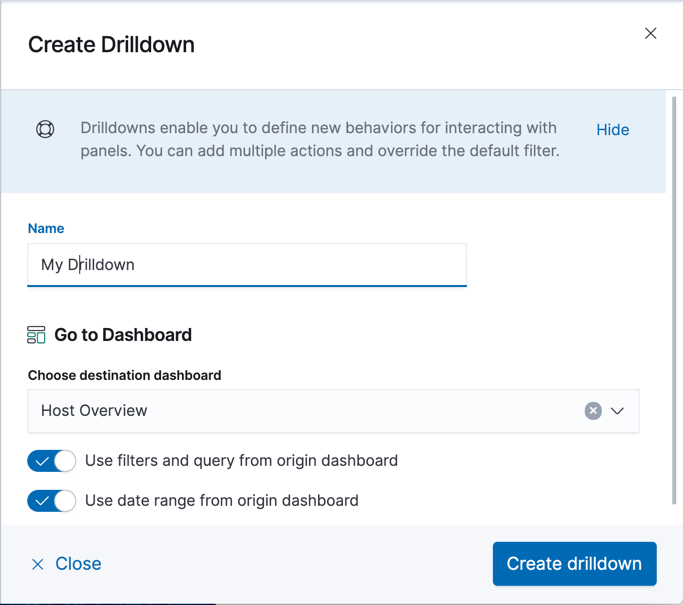 Create Drilldown
Drilldowns enable you to define new behaviors for interacting with
panels. You can add multiple actions and override the default filter.
Hide
Name
My Drilldown
Go to Dashboard
Choose destination dashboard
Host Overview
Use filters and query from origin dashboard
Use date range from origin dashboard
Close
Create drilldown